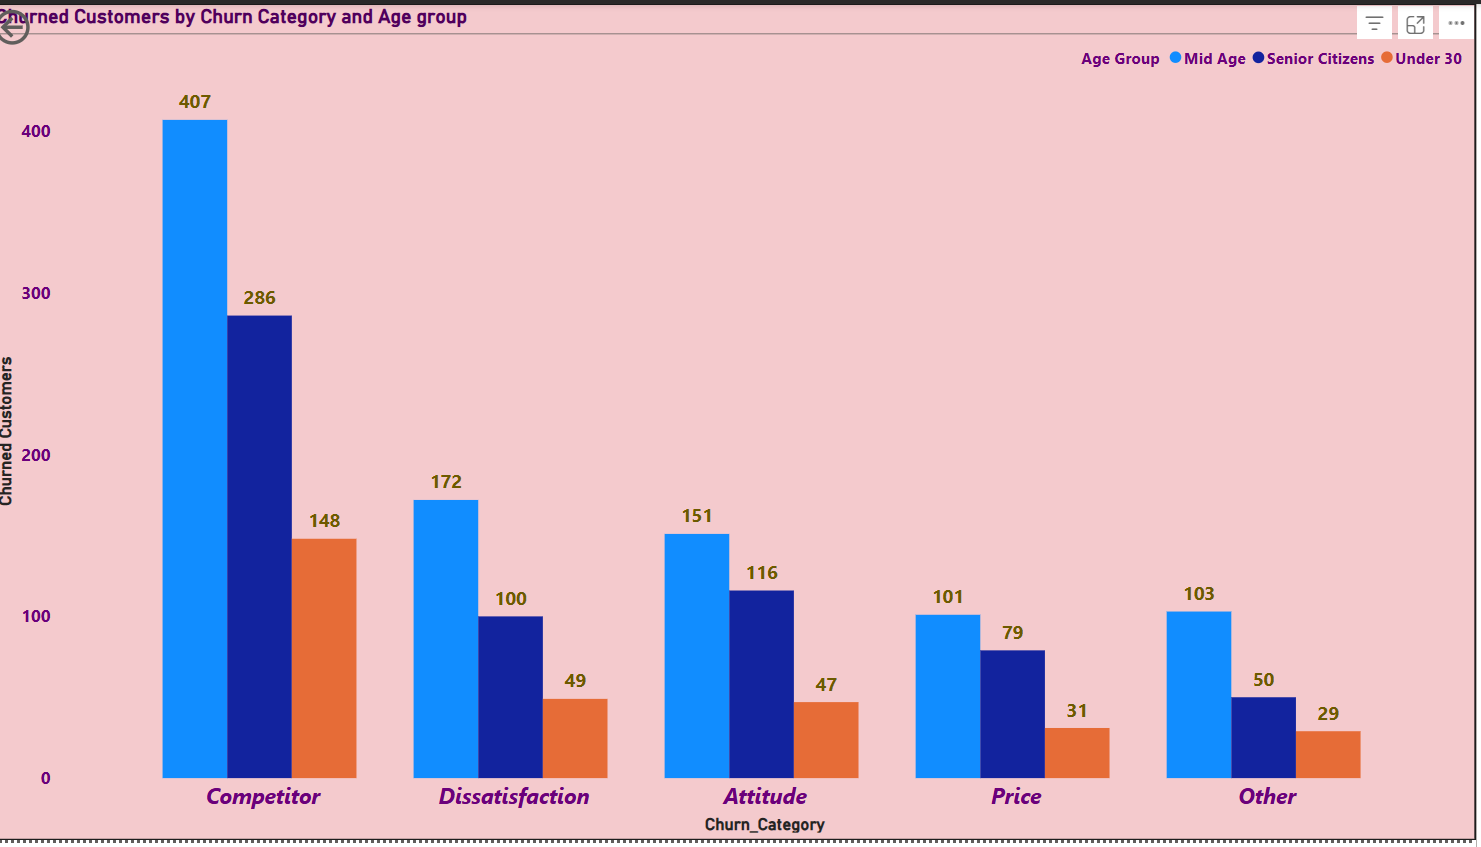 Churned Customers by Churn Category and Age group
Age Group Mid Age Senior Citizens Under 30
Churned Customers
400
300
200
100
0
407
286
148
172
100
49
151
116
47
101
79
31
103
50
29
Competitor
Dissatisfaction
Attitude
Price
Other
Churn_Category